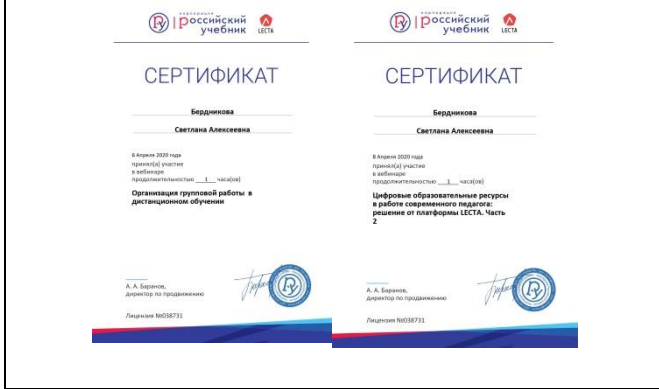 корпорация
российский
учебник
LECTA
СЕРТИФИКАТ
Бердникова
Светлана Алексеевна
6 Апреля 2020 года
принял(а) участие
в вебинаре
продолжительностью 1 часа(ов)
Организация групповой работы в
дистанционном обучении
А. А. Баранов,
директор по продвижению
Лицензия №038731
корпорация
российский
учебник
LECTA
СЕРТИФИКАТ
Бердникова
Светлана Алексеевна
8 Апреля 2020 года
принял(а) участие
в вебинаре
продолжительностью 1 часа(ов)
Цифровые образовательные ресурсы
в работе современного педагога:
решение от платформы LECTA. Часть
2
А. А. Баранов,
директор по продвижению
Лицензия №038731